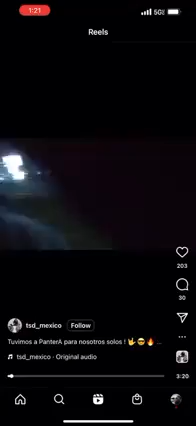 1:21
5G
Reels
203
30
tsd_mexico Follow
Tuvimos a PanterA para nosotros solos ! 🤟😎🔥...
tsd_mexico · Original audio
3:20